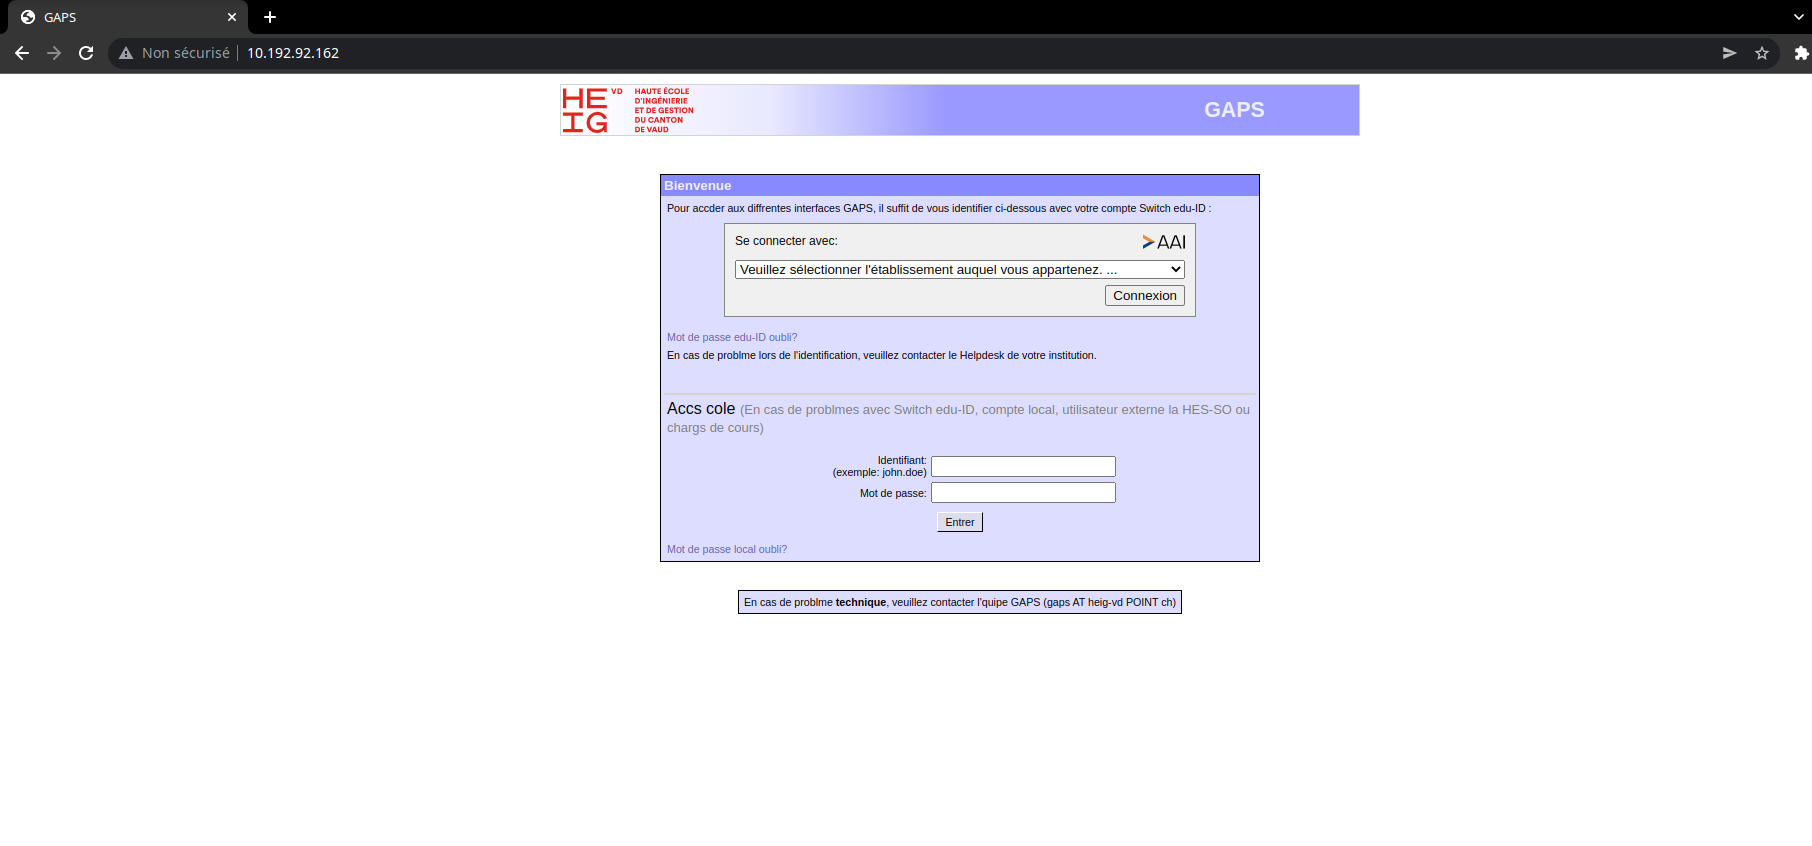 GAPS
Non sécurisé 10.192.92.162
HE VD
IG
HAUTE ÉCOLE
D'INGÉNIERIE
ET DE GESTION
DU CANTON
DE VAUD
GAPS
Bienvenue
Pour accder aux diffrentes interfaces GAPS, il suffit de vous identifier ci-dessous avec votre compte Switch edu-ID :
Se connecter avec:
AAI
Veuillez sélectionner l'établissement auquel vous appartenez. ...
Connexion
Mot de passe edu-ID oubli?
En cas de problme lors de l'identification, veuillez contacter le Helpdesk de votre institution.
Accs cole (En cas de problmes avec Switch edu-ID, compte local, utilisateur externe la HES-SO ou
chargs de cours)
Identifiant:
(exemple: john.doe)
Mot de passe:
Entrer
Mot de passe local oubli?
En cas de problme technique, veuillez contacter l'quipe GAPS (gaps AT heig-vd POINT ch)